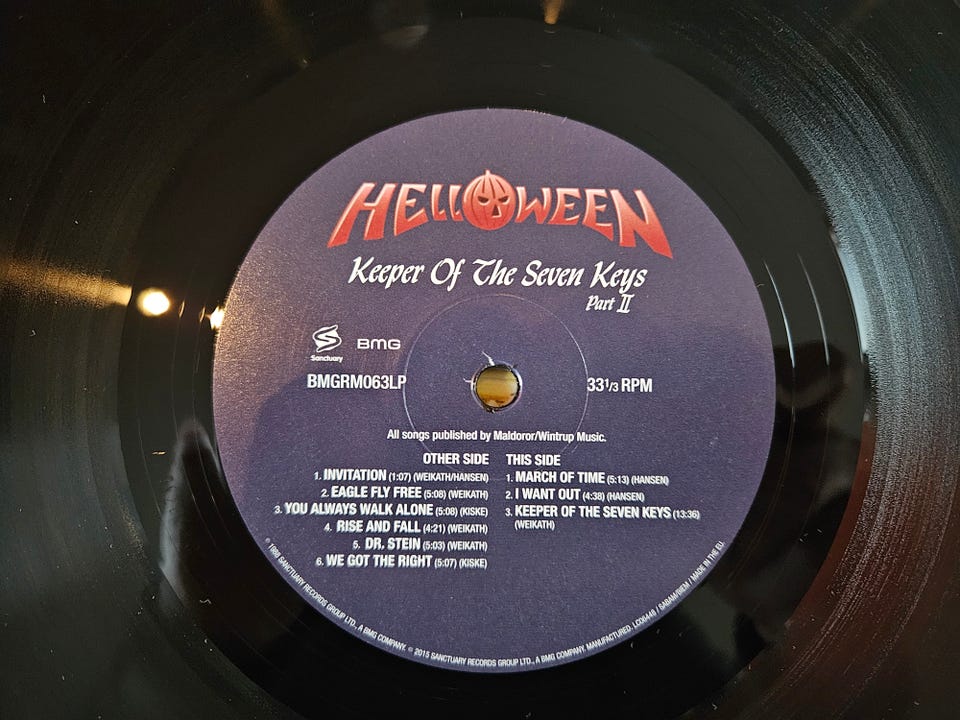 HELLOWEEN
Keeper Of The Seven Keys
Part II
Sanctuary
BMG
BMGRM063LP
33 1/3 RPM
All songs published by Maldoror/Wintrup Music.
OTHER SIDE
1. INVITATION (1:07) (WEIKATH/HANSEN)
2. EAGLE FLY FREE (5:08) (WEIKATH)
3. YOU ALWAYS WALK ALONE (5:08) (KISKE)
4. RISE AND FALL (4:21) (WEIKATH)
5. DR. STEIN (5:03) (WEIKATH)
6. WE GOT THE RIGHT (5:07) (KISKE)
THIS SIDE
1. MARCH OF TIME (5:13) (HANSEN)
2. I WANT OUT (4:38) (HANSEN)
3. KEEPER OF THE SEVEN KEYS (13:36)
(WEIKATH)
℗ 1988 SANCTUARY RECORDS GROUP LTD., A BMG COMPANY. © 2015 SANCTUARY RECORDS GROUP LTD., A BMG COMPANY. MANUFACTURED. LC06448 / SABAM/BIEM / MADE IN THE EU.